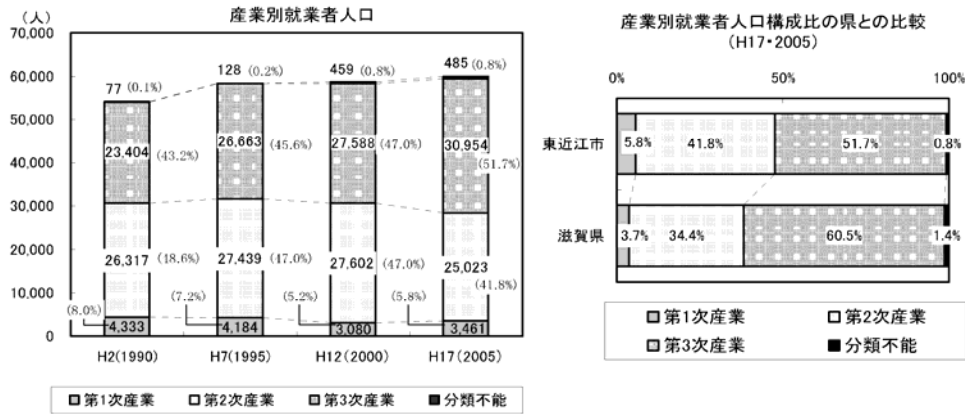 産業別就業者人口
(人)
70,000
60,000
50,000
40,000
30,000
20,000
10,000
0
77 (0.1%)
128 (0.2%)
459 (0.8%)
485 (0.8%)
23,404 (43.2%)
26,663 (45.6%)
27,588 (47.0%)
30,954
(51.7%)
26,317 (18.6%)
27,439 (47.0%)
27,602 (47.0%)
25,023
(41.8%)
(8.0%)
(7.2%)
(5.2%)
(5.8%)
4,333
4,184
3,080
3,461
H2(1990)
H7(1995)
H12(2000)
H17(2005)
第1次産業 第2次産業 第3次産業 分類不能
産業別就業者人口構成比の県との比較
(H17・2005)
0% 50% 100%
東近江市 5.8% 41.8% 51.7% 0.8%
滋賀県 3.7% 34.4% 60.5% 1.4%
第1次産業 第2次産業
第3次産業 分類不能